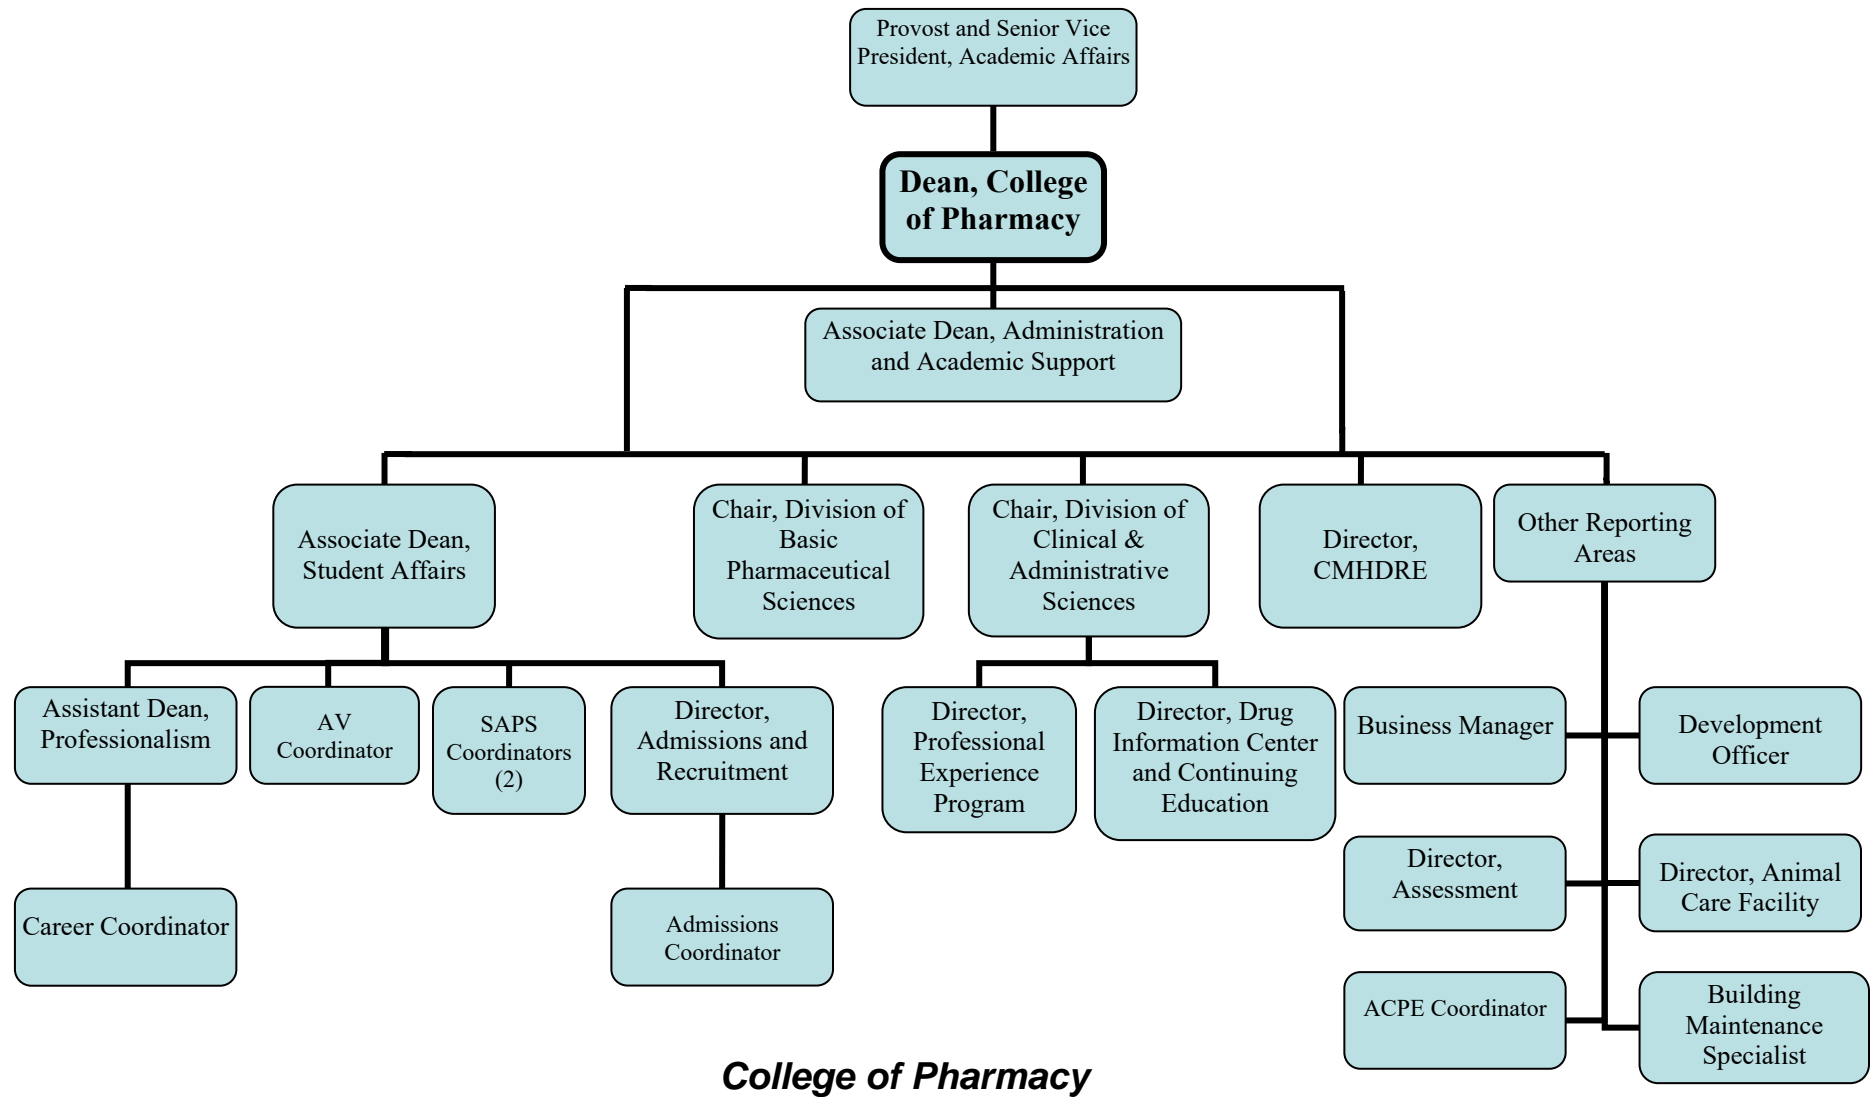 Provost and Senior Vice
President, Academic Affairs
Dean, College
of Pharmacy
Associate Dean, Administration
and Academic Support
Associate Dean,
Student Affairs
Chair, Division of
Basic
Pharmaceutical
Sciences
Chair, Division of
Clinical &
Administrative
Sciences
Director,
CMHDRE
Other Reporting
Areas
Assistant Dean,
Professionalism
AV
Coordinator
SAPS
Coordinators
(2)
Director,
Admissions and
Recruitment
Director,
Professional
Experience
Program
Director, Drug
Information Center
and Continuing
Education
Business Manager
Development
Officer
Director,
Assessment
Director, Animal
Care Facility
Career Coordinator
Admissions
Coordinator
ACPE Coordinator
Building
Maintenance
Specialist
College of Pharmacy